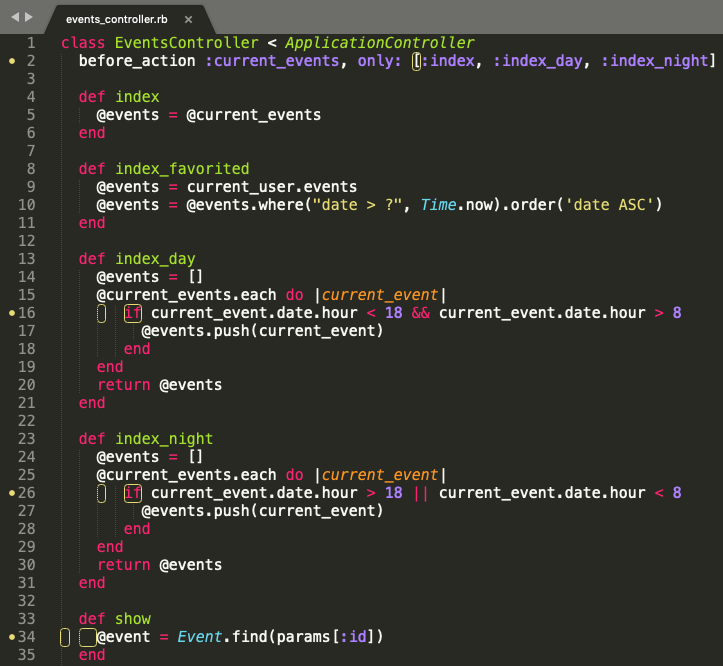 events_controller.rb ×
1 class EventsController < ApplicationController
2   before_action :current_events, only: [:index, :index_day, :index_night]
3
4   def index
5     @events = @current_events
6   end
7
8   def index_favorited
9     @events = current_user.events
10     @events = @events.where("date > ?", Time.now).order('date ASC')
11   end
12
13   def index_day
14     @events = []
15     @current_events.each do |current_event|
16       if current_event.date.hour < 18 && current_event.date.hour > 8
17         @events.push(current_event)
18       end
19     end
20     return @events
21   end
22
23   def index_night
24     @events = []
25     @current_events.each do |current_event|
26       if current_event.date.hour > 18 || current_event.date.hour < 8
27         @events.push(current_event)
28       end
29     end
30     return @events
31   end
32
33   def show
34     @event = Event.find(params[:id])
35   end